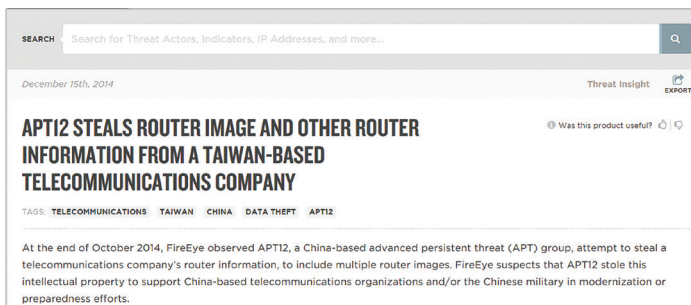 SEARCH Search for Threat Actors, Indicators, IP Addresses, and more...
December 15th, 2014 Threat Insight EXPORT
APT12 STEALS ROUTER IMAGE AND OTHER ROUTER
INFORMATION FROM A TAIWAN-BASED
TELECOMMUNICATIONS COMPANY
Was this product useful?
TAGS: TELECOMMUNICATIONS TAIWAN CHINA DATA THEFT APT12
At the end of October 2014, FireEye observed APT12, a China-based advanced persistent threat (APT) group, attempt to steal a
telecommunications company's router information, to include multiple router images. FireEye suspects that APT12 stole this
intellectual property to support China-based telecommunications organizations and/or the Chinese military in modernization or
preparedness efforts.